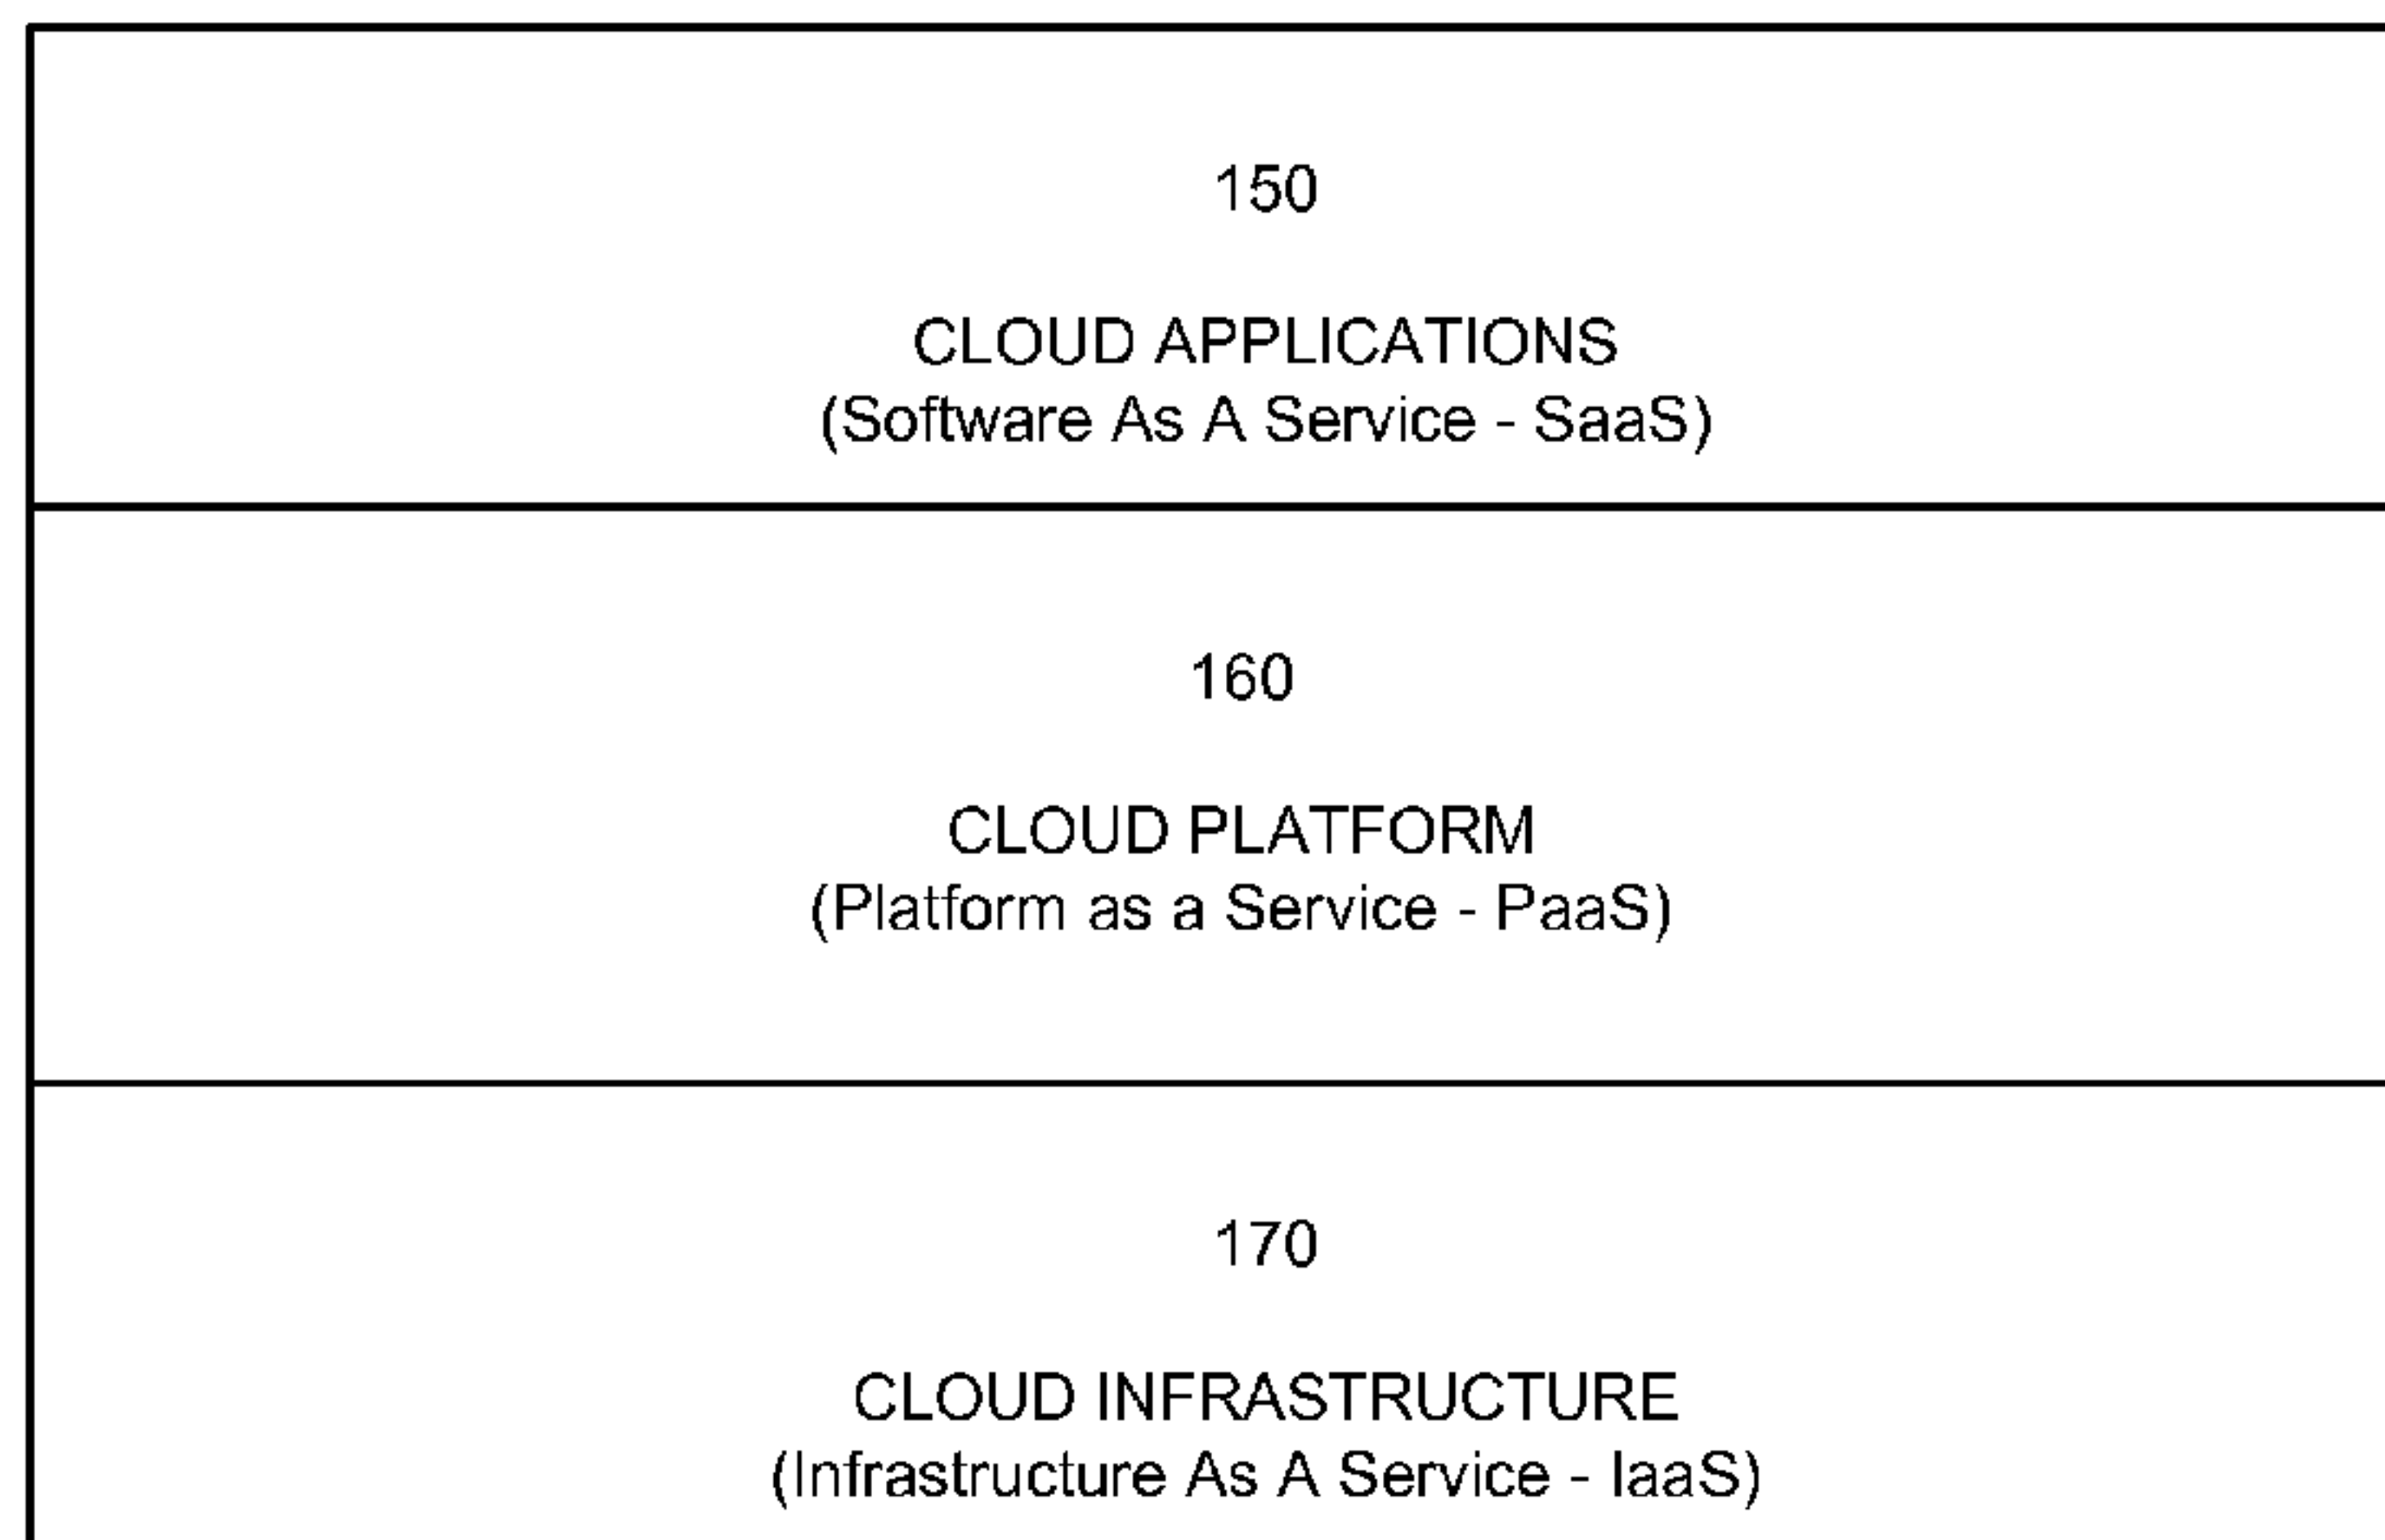 150
CLOUD APPLICATIONS
(Software As A Service - SaaS)
160
CLOUD PLATFORM
(Platform as a Service - PaaS)
170
CLOUD INFRASTRUCTURE
(Infrastructure As A Service - IaaS)